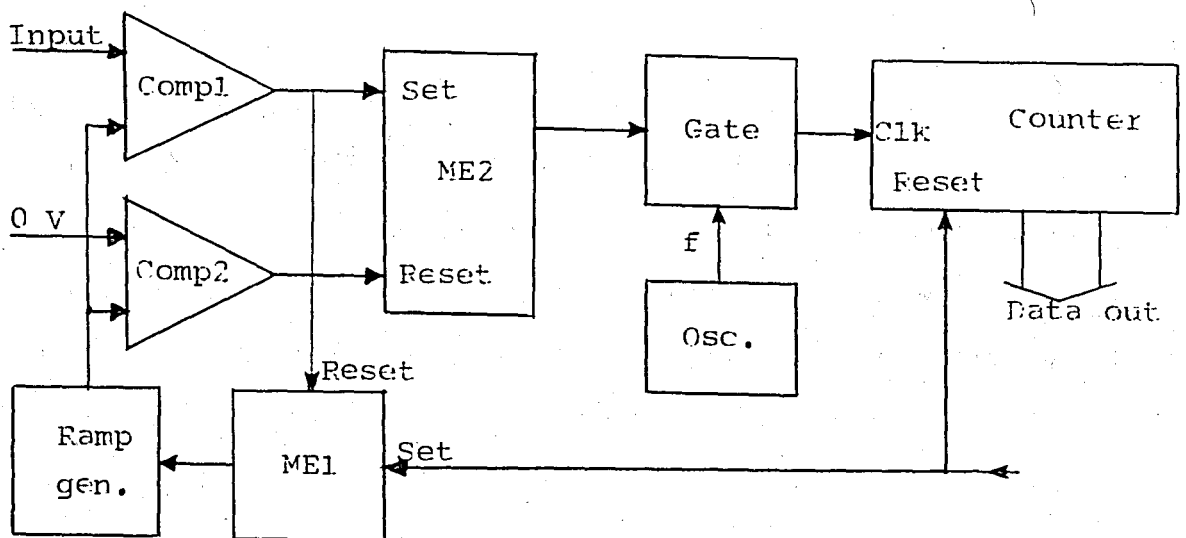 Input
Comp1
Set
ME2
Reset
Gate
Clk
Counter
Reset
0 V
Comp2
f
Osc.
Data out
Reset
Ramp
gen.
ME1
Set